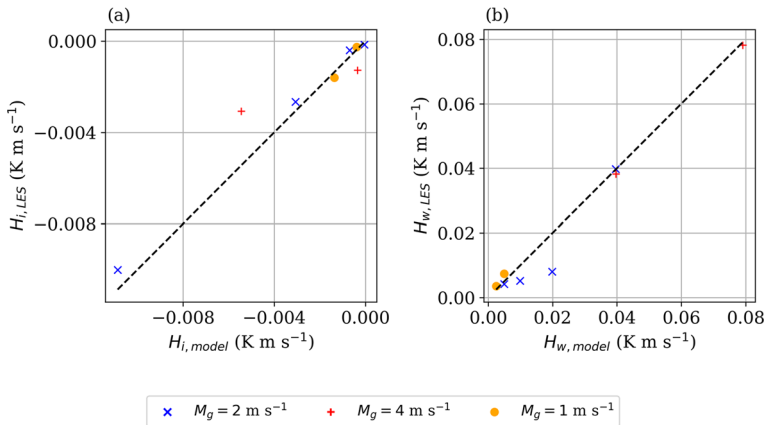 (a)
(b)
0.000
−0.004
−0.008
H_{i,LES} (K m s⁻¹)
−0.008 −0.004 0.000
H_{i,model} (K m s⁻¹)
0.08
0.06
0.04
0.02
0.00
H_{w,LES} (K m s⁻¹)
0.00 0.02 0.04 0.06 0.08
H_{w,model} (K m s⁻¹)
M_g = 2 m s⁻¹ M_g = 4 m s⁻¹ M_g = 1 m s⁻¹